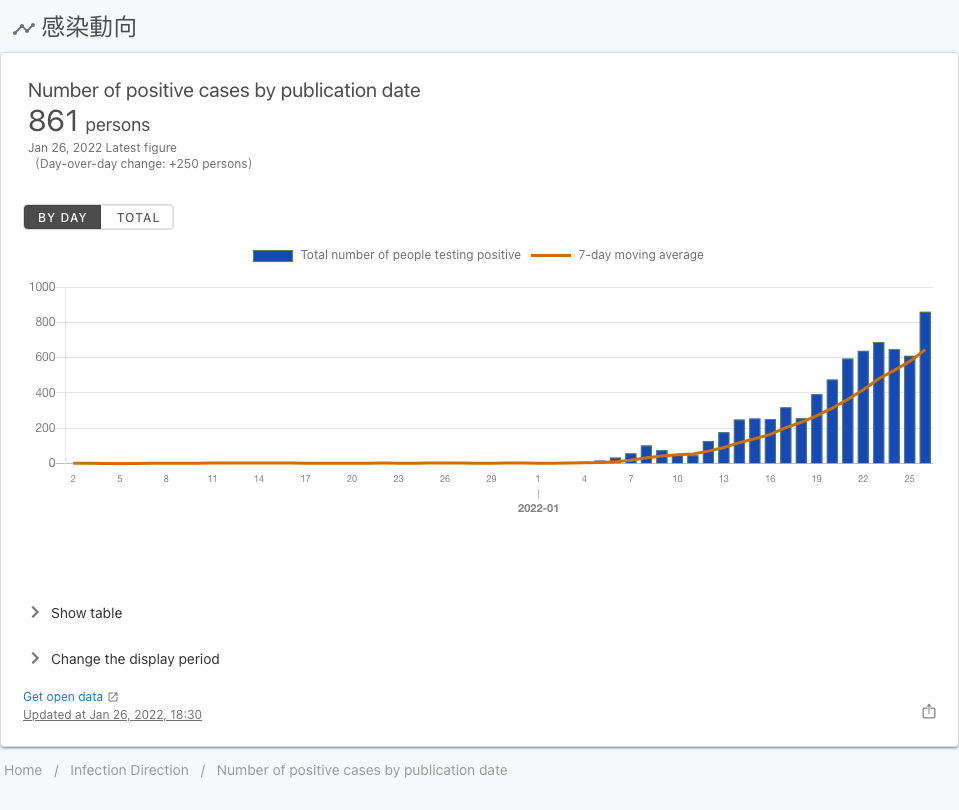 感染動向
Number of positive cases by publication date
861 persons
Jan 26, 2022 Latest figure
(Day-over-day change: +250 persons)
BY DAY TOTAL
Total number of people testing positive 7-day moving average
1000
800
600
400
200
0
2 5 8 11 14 17 20 23 26 29 1 4 7 10 13 16 19 22 25
2022-01
Show table
Change the display period
Get open data
Updated at Jan 26, 2022, 18:30
Home / Infection Direction / Number of positive cases by publication date